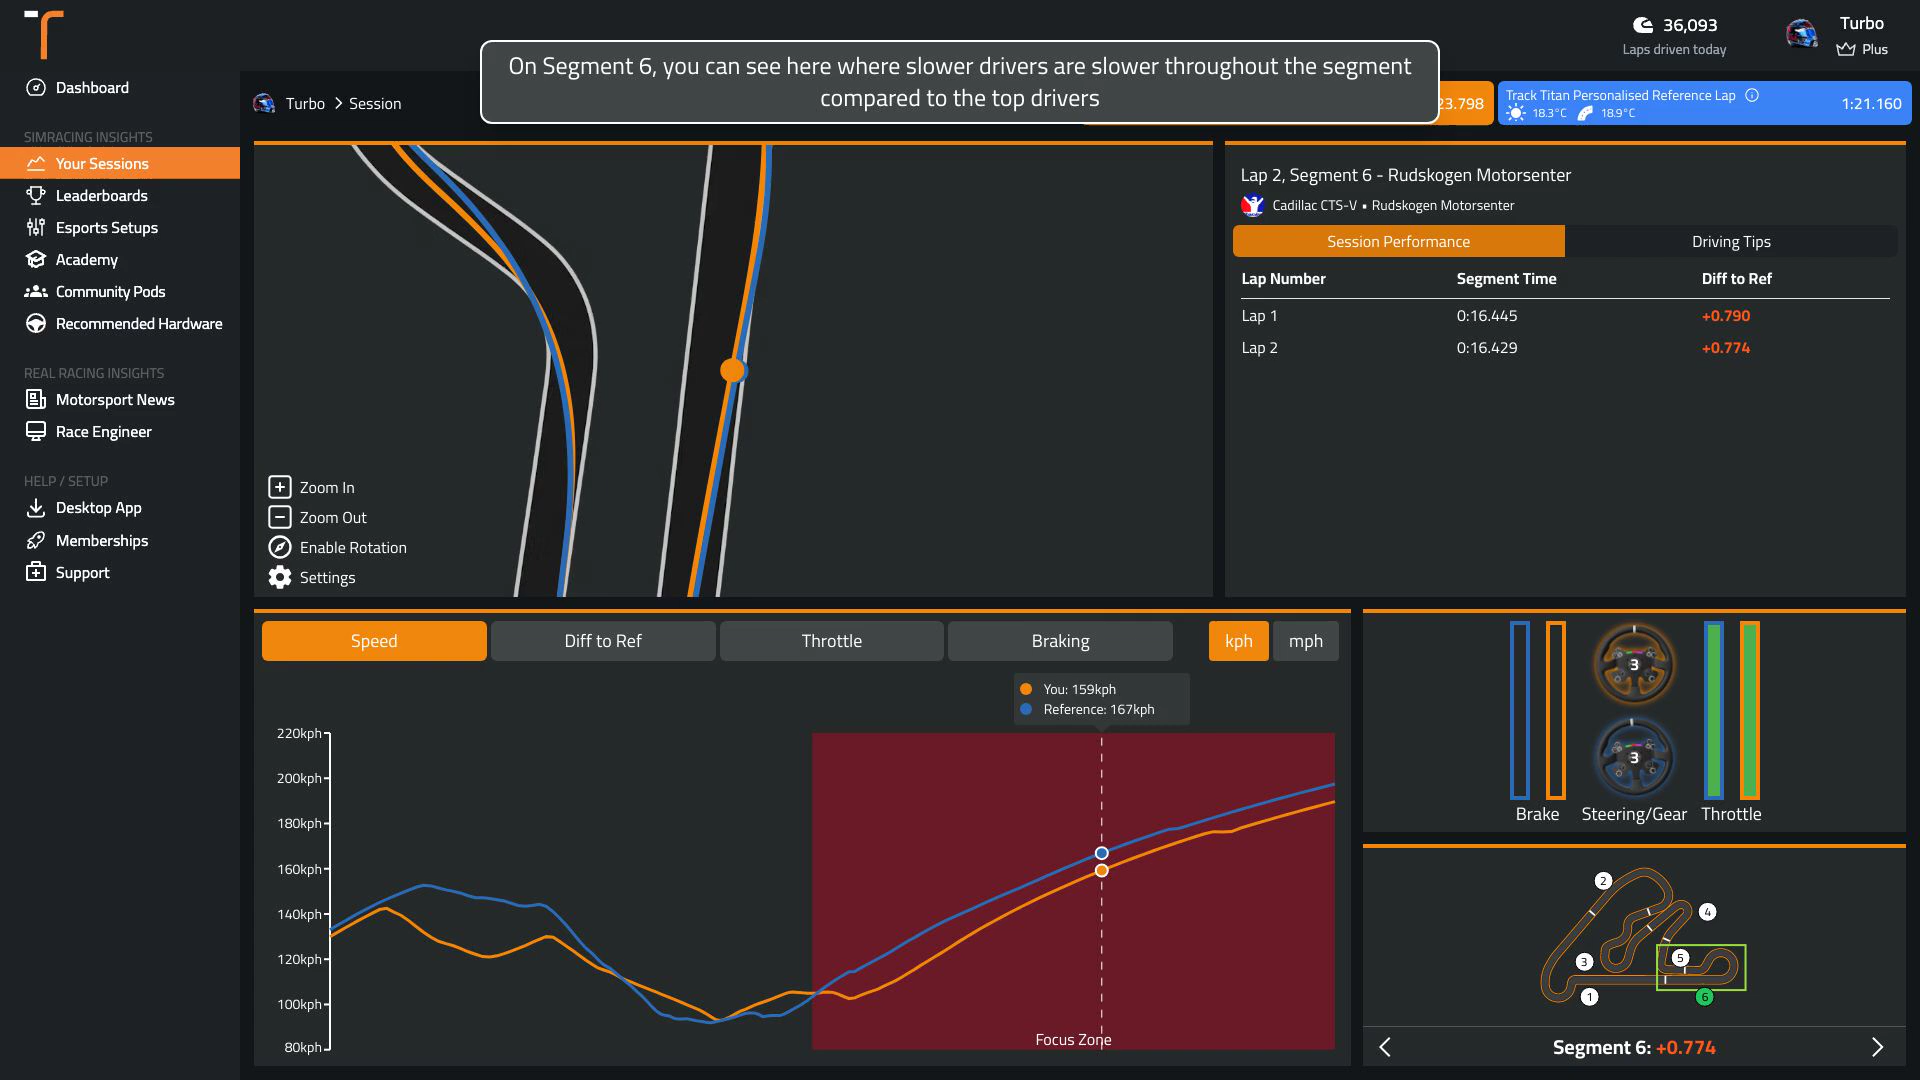 36,093
Laps driven today
Turbo
Plus
On Segment 6, you can see here where slower drivers are slower throughout the segment
compared to the top drivers
Dashboard
SIMRACING INSIGHTS
Your Sessions
Leaderboards
Esports Setups
Academy
Community Pods
Recommended Hardware
REAL RACING INSIGHTS
Motorsport News
Race Engineer
HELP / SETUP
Desktop App
Memberships
Support
Turbo > Session
23.798
Track Titan Personalised Reference Lap
18.3°C 18.9°C
1:21.160
Zoom In
Zoom Out
Enable Rotation
Settings
Lap 2, Segment 6 - Rudskogen Motorsenter
Cadillac CTS-V • Rudskogen Motorsenter
Session Performance Driving Tips
Lap Number Segment Time Diff to Ref
Lap 1 0:16.445 +0.790
Lap 2 0:16.429 +0.774
Speed Diff to Ref Throttle Braking kph mph
You: 159kph
Reference: 167kph
220kph
200kph
180kph
160kph
140kph
120kph
100kph
80kph
Focus Zone
3
3
Brake Steering/Gear Throttle
2
4
5
3
1
6
Segment 6: +0.774